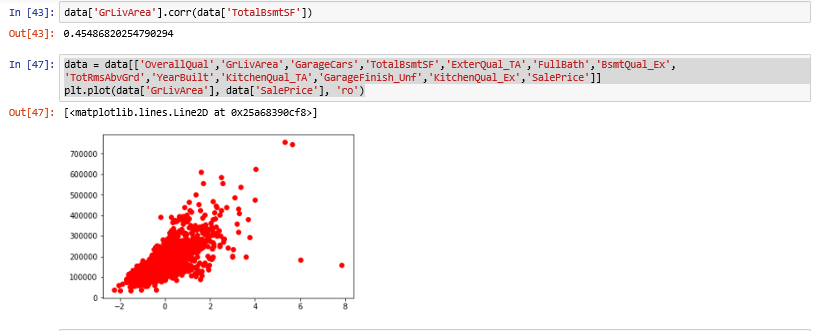 In [43]: data['GrLivArea'].corr(data['TotalBsmtSF'])
Out[43]: 0.45486820254790294
In [47]: data = data[['OverallQual','GrLivArea','GarageCars','TotalBsmtSF','ExterQual_TA','FullBath','BsmtQual_Ex',
'TotRmsAbvGrd','YearBuilt','KitchenQual_TA','GarageFinish_Unf','KitchenQual_Ex','SalePrice']]
plt.plot(data['GrLivArea'], data['SalePrice'], 'ro')
Out[47]: [<matplotlib.lines.Line2D at 0x25a68390cf8>]
700000
600000
500000
400000
300000
200000
100000
0
−2 0 2 4 6 8